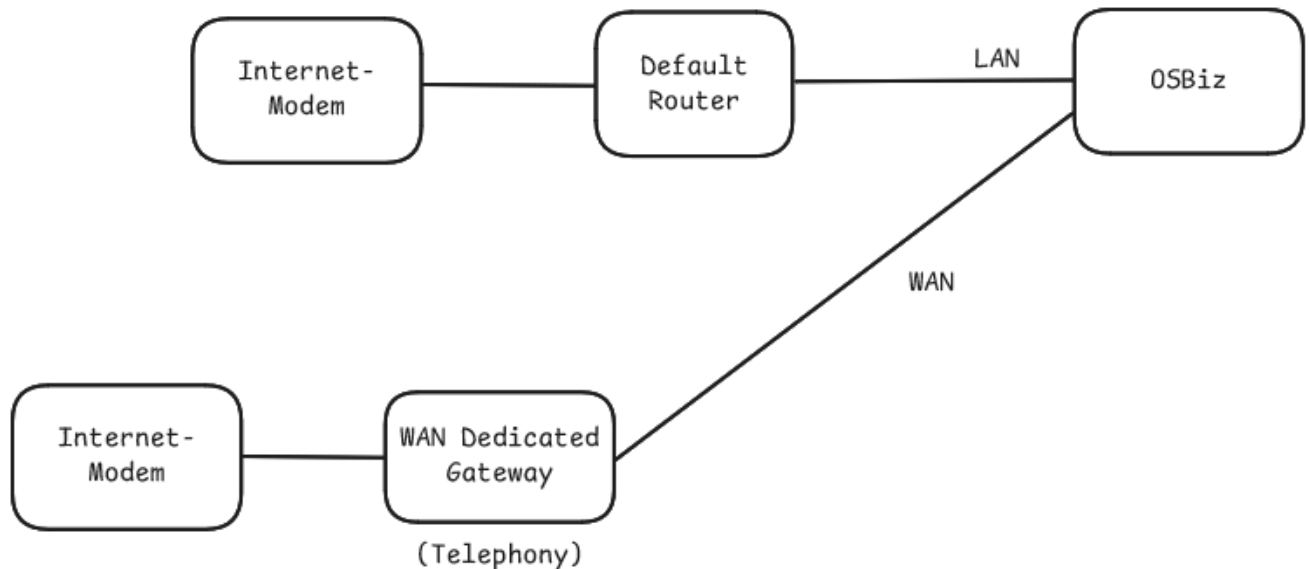 Internet-
Modem
Default
Router
LAN
OSBiz
WAN
Internet-
Modem
WAN Dedicated
Gateway
(Telephony)